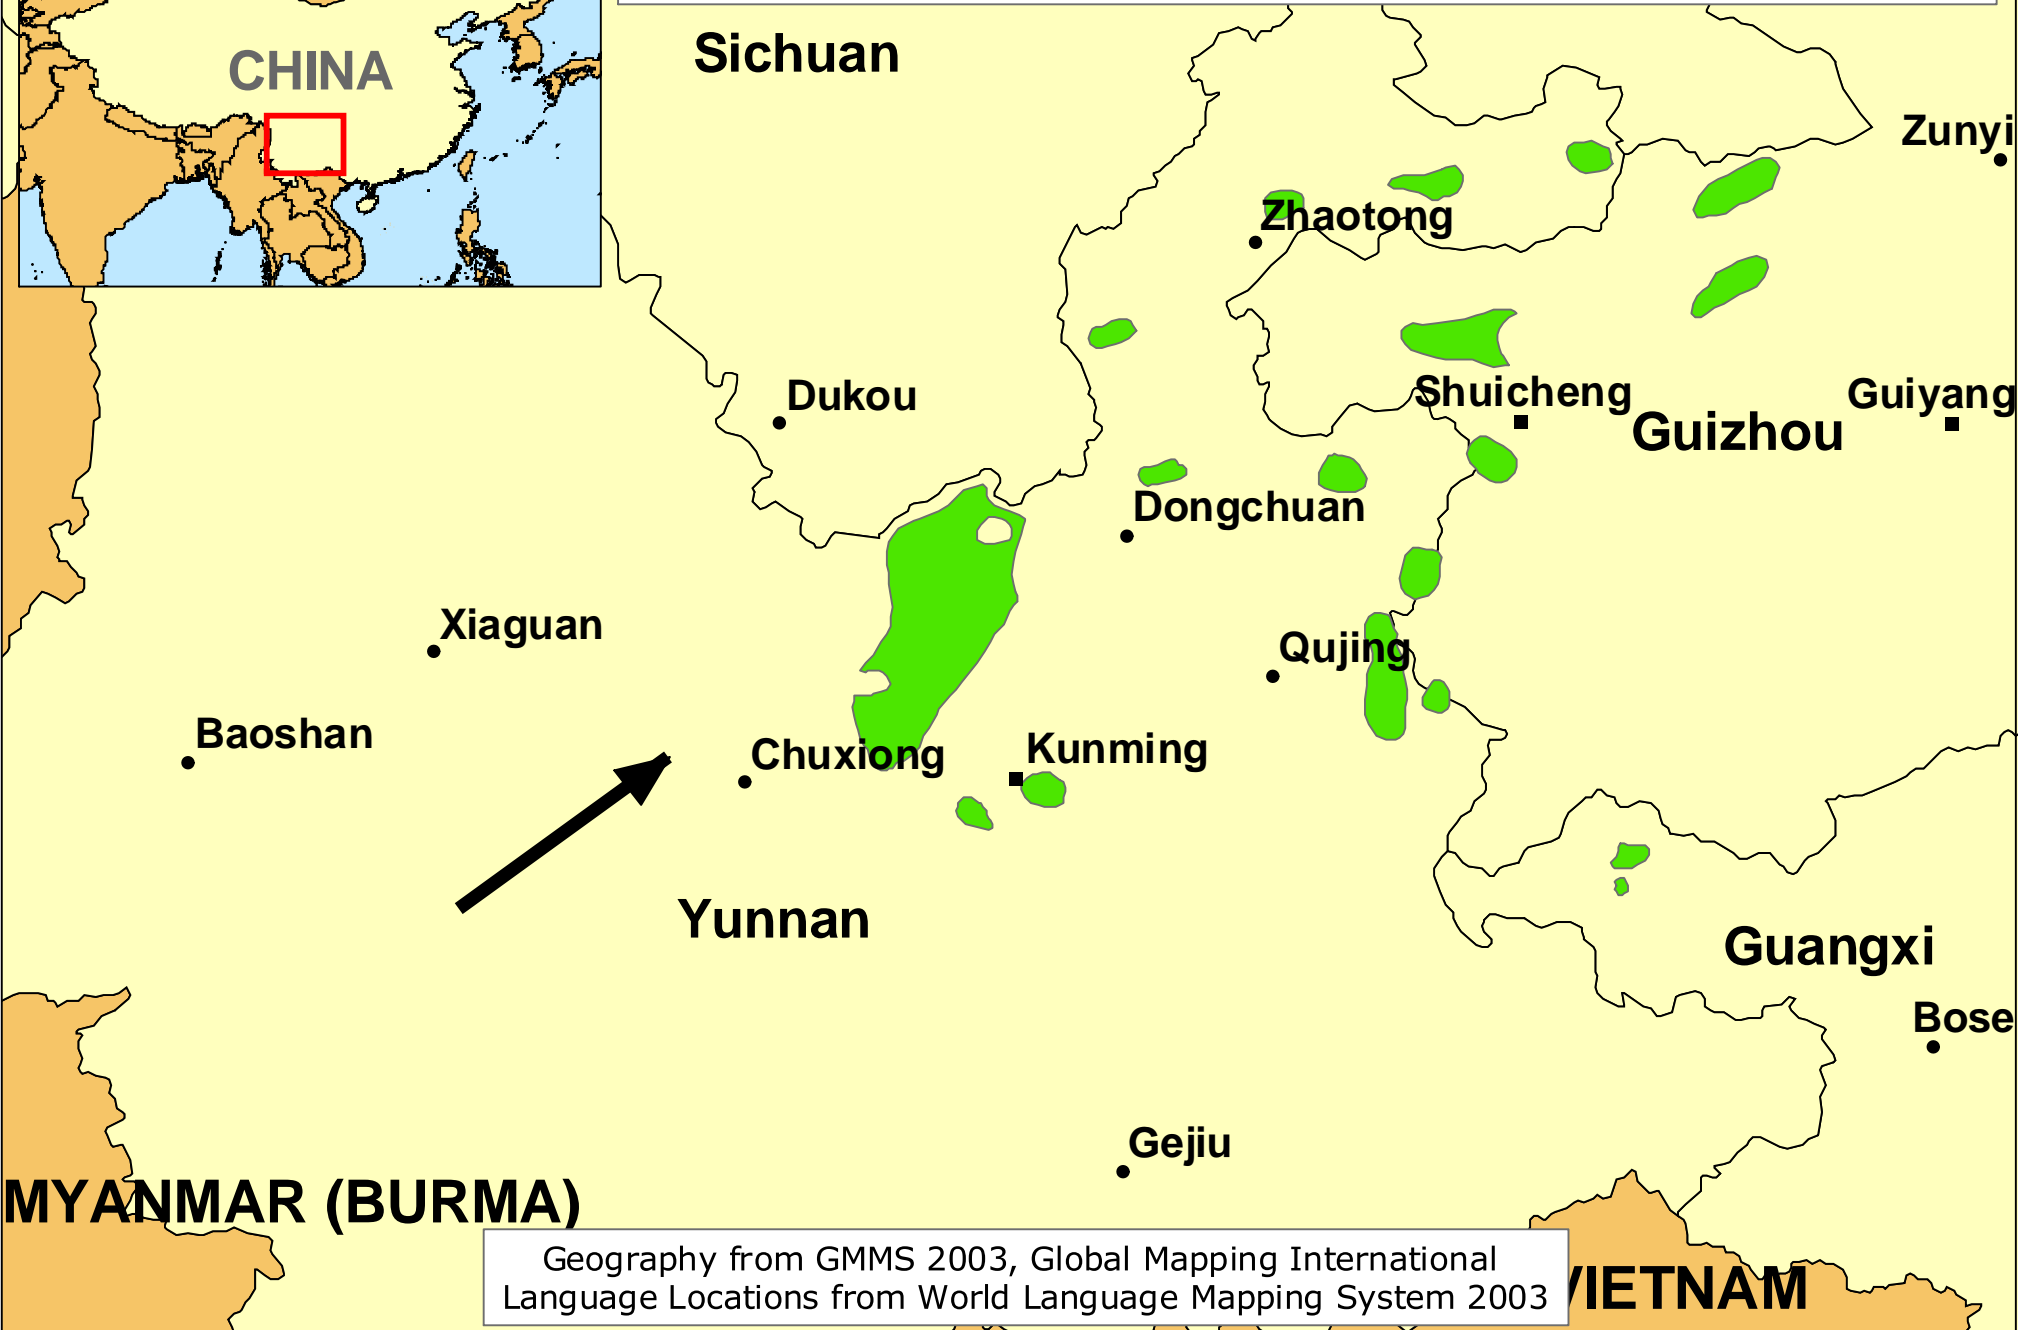 CHINA
Sichuan
Zunyi
Zhaotong
Dukou
Shuicheng
Guiyang
Guizhou
Dongchuan
Xiaguan
Qujing
Baoshan
Chuxiong
Kunming
Yunnan
Guangxi
Bose
Gejiu
MYANMAR (BURMA)
VIETNAM
Geography from GMMS 2003, Global Mapping International
Language Locations from World Language Mapping System 2003